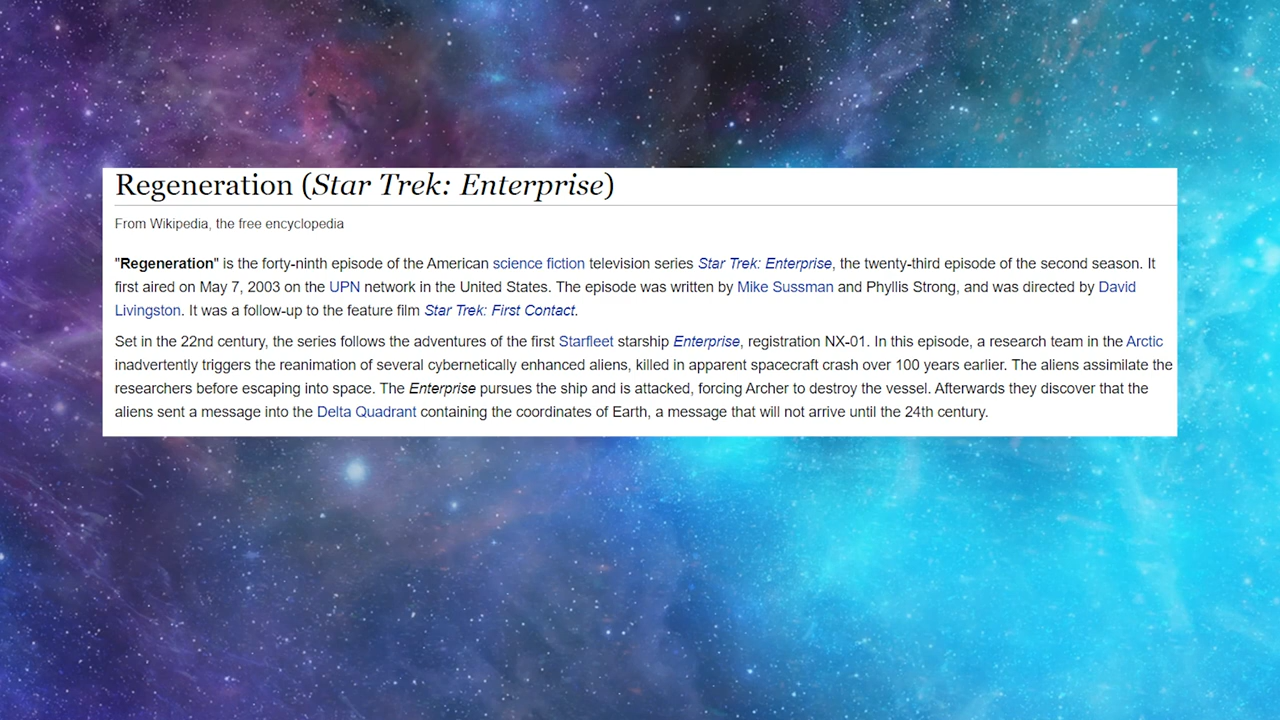 Regeneration (Star Trek: Enterprise)
From Wikipedia, the free encyclopedia
"Regeneration" is the forty-ninth episode of the American science fiction television series Star Trek: Enterprise, the twenty-third episode of the second season. It
first aired on May 7, 2003 on the UPN network in the United States. The episode was written by Mike Sussman and Phyllis Strong, and was directed by David
Livingston. It was a follow-up to the feature film Star Trek: First Contact.
Set in the 22nd century, the series follows the adventures of the first Starfleet starship Enterprise, registration NX-01. In this episode, a research team in the Arctic
inadvertently triggers the reanimation of several cybernetically enhanced aliens, killed in apparent spacecraft crash over 100 years earlier. The aliens assimilate the
researchers before escaping into space. The Enterprise pursues the ship and is attacked, forcing Archer to destroy the vessel. Afterwards they discover that the
aliens sent a message into the Delta Quadrant containing the coordinates of Earth, a message that will not arrive until the 24th century.